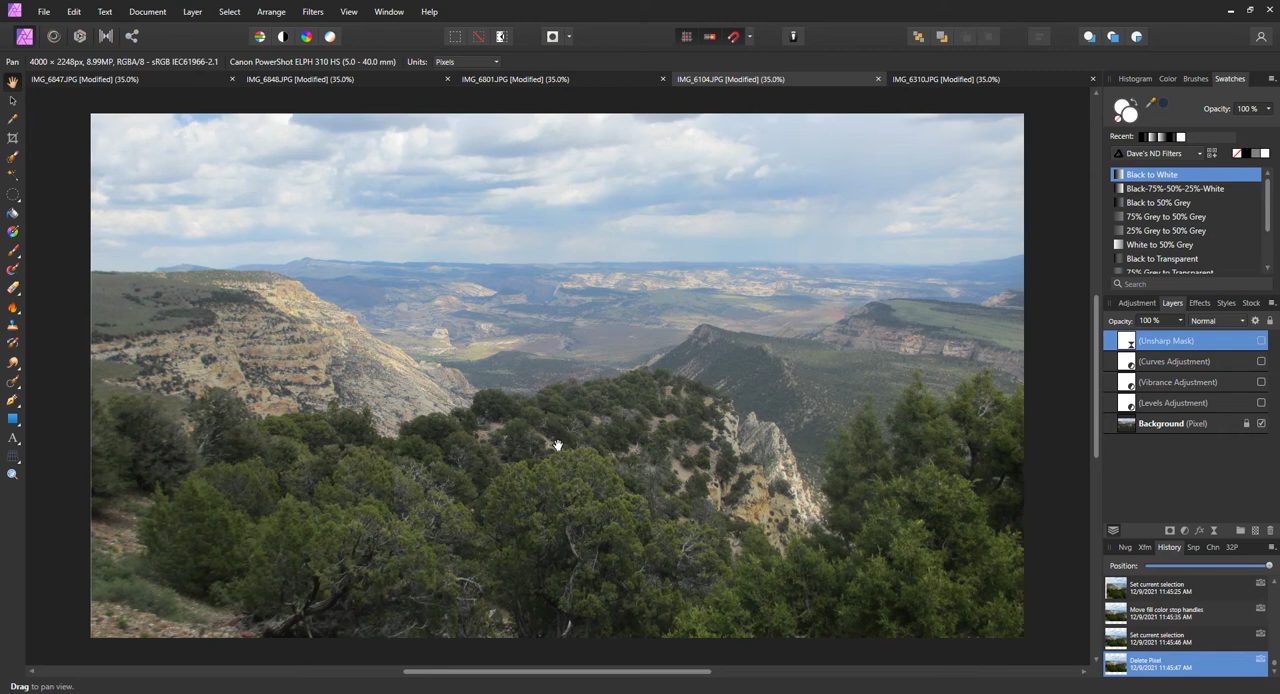 File Edit Text Document Layer Select Arrange Filters View Window Help
Pan 4000 × 2248px, 8.99MP, RGBA/8 - sRGB IEC61966-2.1 Canon PowerShot ELPH 310 HS (5.0 - 40.0 mm) Units: Pixels
IMG_6847.JPG [Modified] (35.0%) IMG_6848.JPG [Modified] (35.0%) IMG_6801.JPG [Modified] (35.0%) IMG_6104.JPG [Modified] (35.0%) IMG_6310.JPG [Modified] (35.0%)
Histogram Color Brushes Swatches
Opacity: 100 %
Recent:
Dave's ND Filters
Black to White
Black-75%-50%-25%-White
Black to 50% Grey
75% Grey to 50% Grey
25% Grey to 50% Grey
White to 50% Grey
Black to Transparent
75% Grey to Transparent
Search
Adjustment Layers Effects Styles Stock
Opacity: 100 % Normal
(Unsharp Mask)
(Curves Adjustment)
(Vibrance Adjustment)
(Levels Adjustment)
Background (Pixel)
fx
Nvg Xfm History Snp Chn 32P
Position:
Set current selection
12/9/2021 11:45:25 AM
Move fill color stop handles
12/9/2021 11:45:35 AM
Set current selection
12/9/2021 11:45:46 AM
Delete Pixel
12/9/2021 11:45:47 AM
A
Drag to pan view.